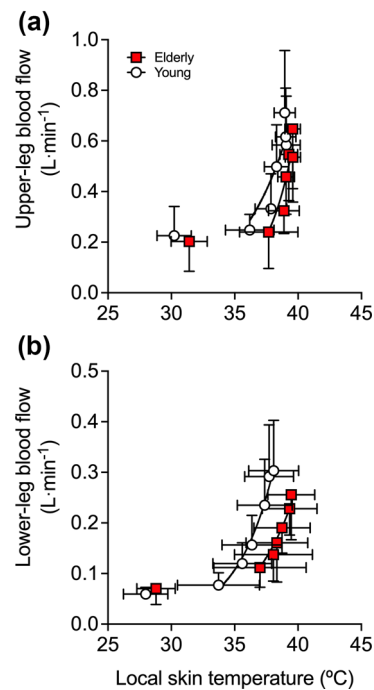 (a)
Elderly
Young
Upper-leg blood flow
(L·min⁻¹)
1.0
0.8
0.6
0.4
0.2
0.0
25 30 35 40 45
(b)
Lower-leg blood flow
(L·min⁻¹)
0.5
0.4
0.3
0.2
0.1
0.0
25 30 35 40 45
Local skin temperature (ºC)